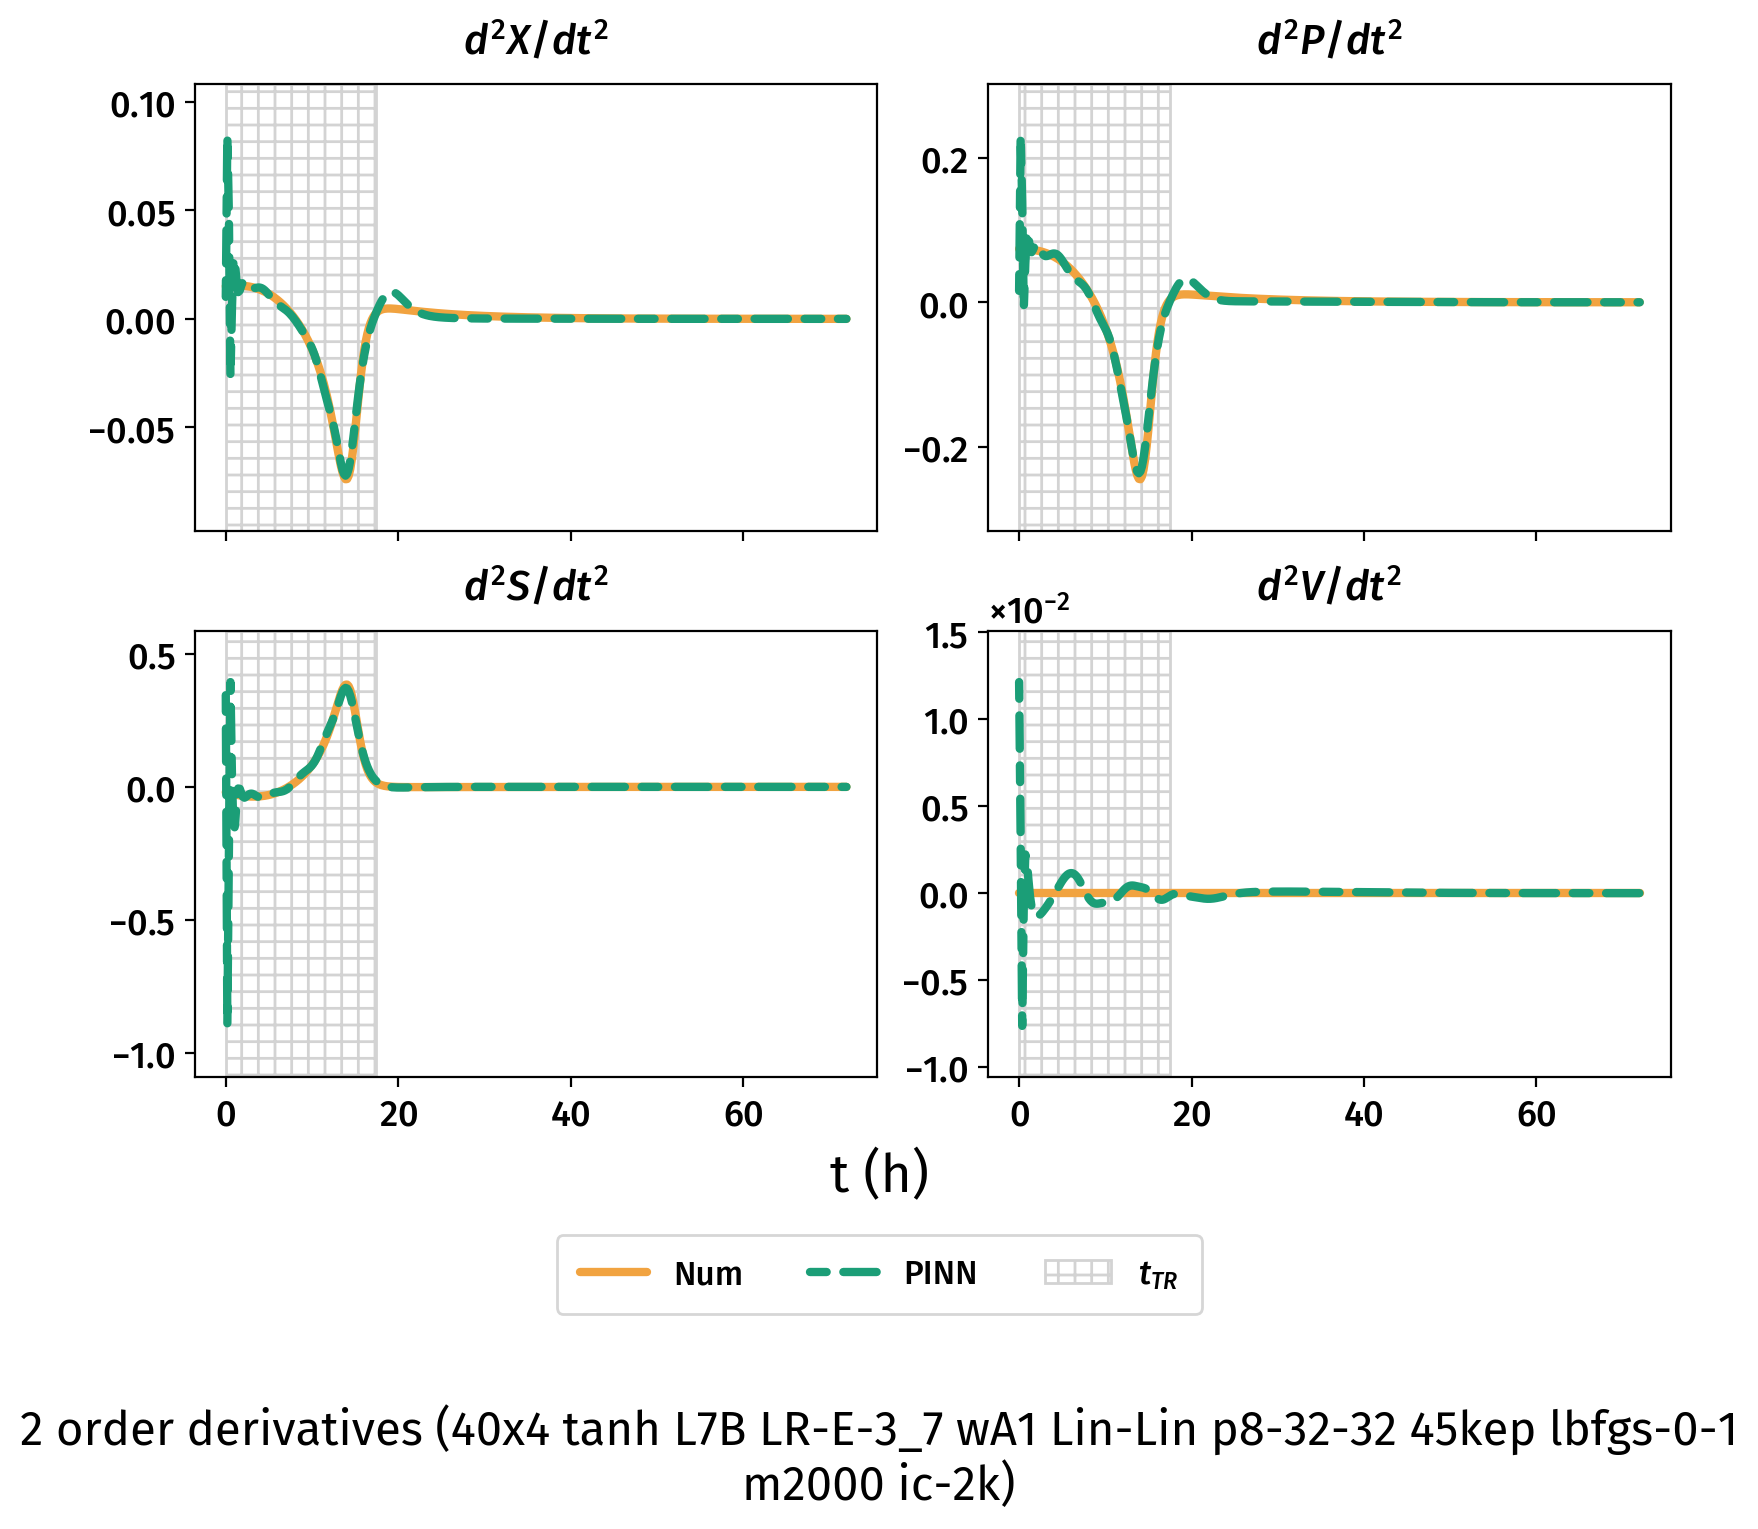 d²X/dt²
d²P/dt²
0.10
0.05
0.00
−0.05
0.2
0.0
−0.2
d²S/dt²
d²V/dt²
×10⁻²
0.5
0.0
−0.5
−1.0
1.5
1.0
0.5
0.0
−0.5
−1.0
0 20 40 60
0 20 40 60
t (h)
Num PINN t_TR
2 order derivatives (40x4 tanh L7B LR-E-3_7 wA1 Lin-Lin p8-32-32 45kep lbfgs-0-1
m2000 ic-2k)